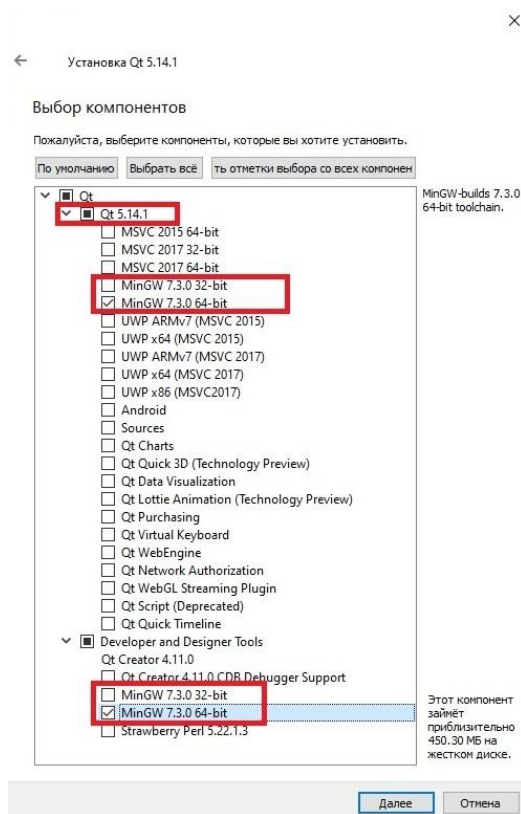 Установка Qt 5.14.1
Выбор компонентов
Пожалуйста, выберите компоненты, которые вы хотите установить.
По умолчанию
Выбрать всё
ть отметки выбора со всех компонен
Qt
Qt 5.14.1
MSVC 2015 64-bit
MSVC 2017 32-bit
MSVC 2017 64-bit
MinGW 7.3.0 32-bit
MinGW 7.3.0 64-bit
UWP ARMv7 (MSVC 2015)
UWP x64 (MSVC 2015)
UWP ARMv7 (MSVC 2017)
UWP x64 (MSVC 2017)
UWP x86 (MSVC2017)
Android
Sources
Qt Charts
Qt Quick 3D (Technology Preview)
Qt Data Visualization
Qt Lottie Animation (Technology Preview)
Qt Purchasing
Qt Virtual Keyboard
Qt WebEngine
Qt Network Authorization
Qt WebGL Streaming Plugin
Qt Script (Deprecated)
Qt Quick Timeline
Developer and Designer Tools
Qt Creator 4.11.0
Qt Creator 4.11.0 CDB Debugger Support
MinGW 7.3.0 32-bit
MinGW 7.3.0 64-bit
Strawberry Perl 5.22.1.3
MinGW-builds 7.3.0
64-bit toolchain.
Этот компонент
займёт
приблизительно
450.30 МБ на
жестком диске.
Далее
Отмена